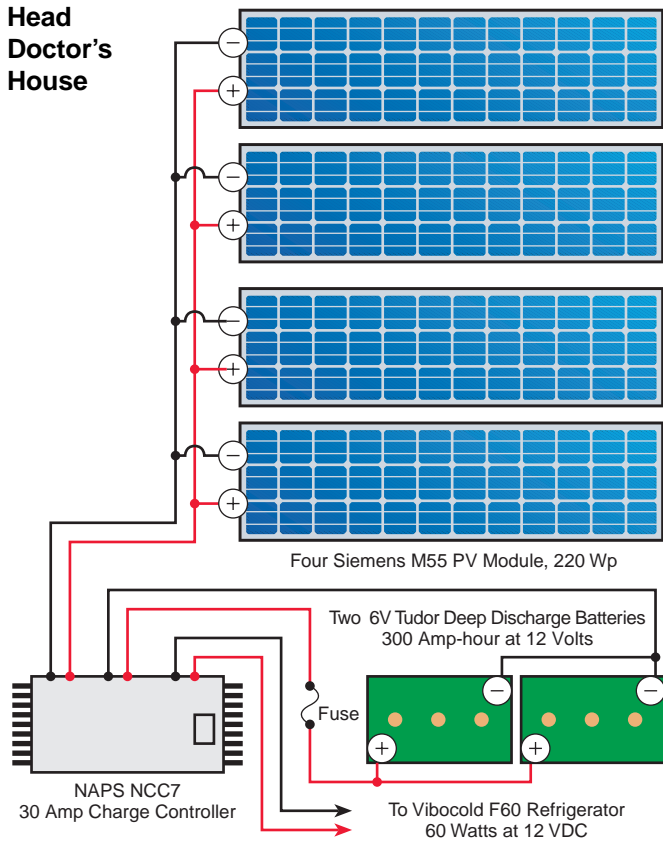 Head
Doctor's
House
−
+
−
+
−
+
−
+
Four Siemens M55 PV Module, 220 Wp
Two 6V Tudor Deep Discharge Batteries
300 Amp-hour at 12 Volts
Fuse
−
−
+
+
NAPS NCC7
30 Amp Charge Controller
To Vibocold F60 Refrigerator
60 Watts at 12 VDC